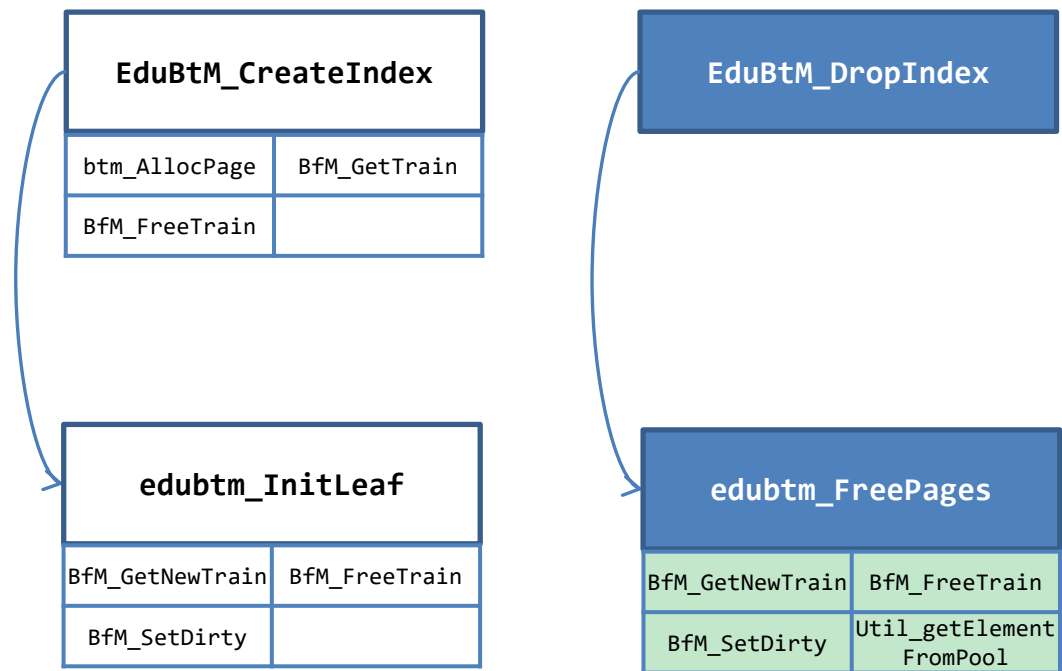 EduBtM_CreateIndex
EduBtM_DropIndex
btm_AllocPage
BfM_GetTrain
BfM_FreeTrain
edubtm_InitLeaf
edubtm_FreePages
BfM_GetNewTrain
BfM_FreeTrain
BfM_SetDirty
BfM_GetNewTrain
BfM_FreeTrain
BfM_SetDirty
Util_getElement
FromPool